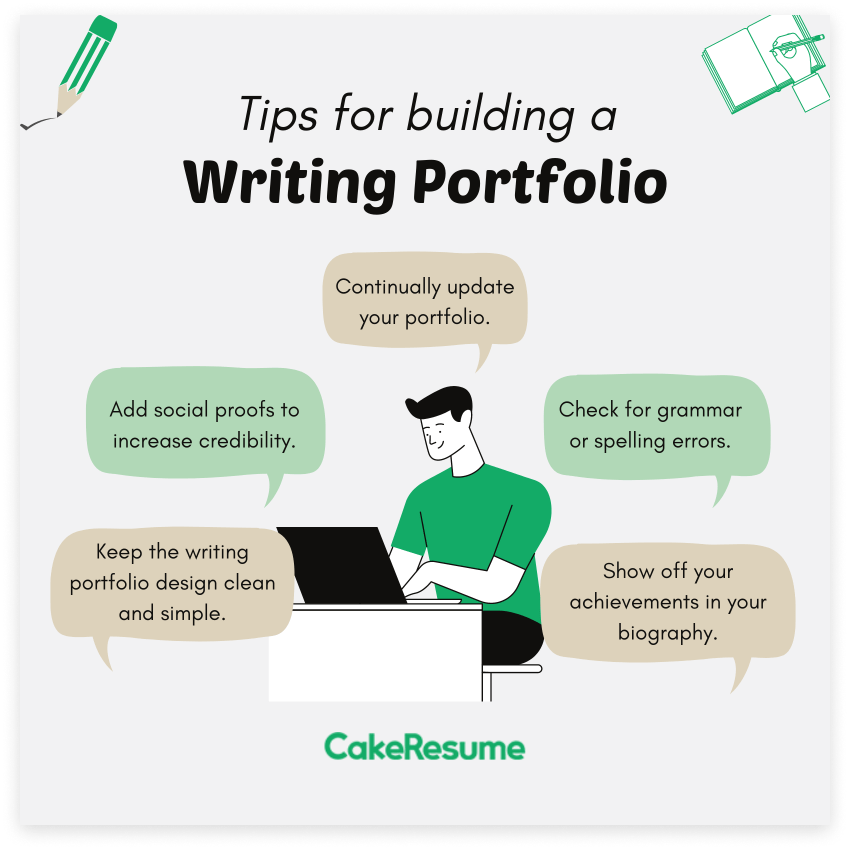 Tips for building a
Writing Portfolio
Continually update
your portfolio.
Add social proofs to
increase credibility.
Check for grammar
or spelling errors.
Keep the writing
portfolio design clean
and simple.
Show off your
achievements in your
biography.
CakeResume